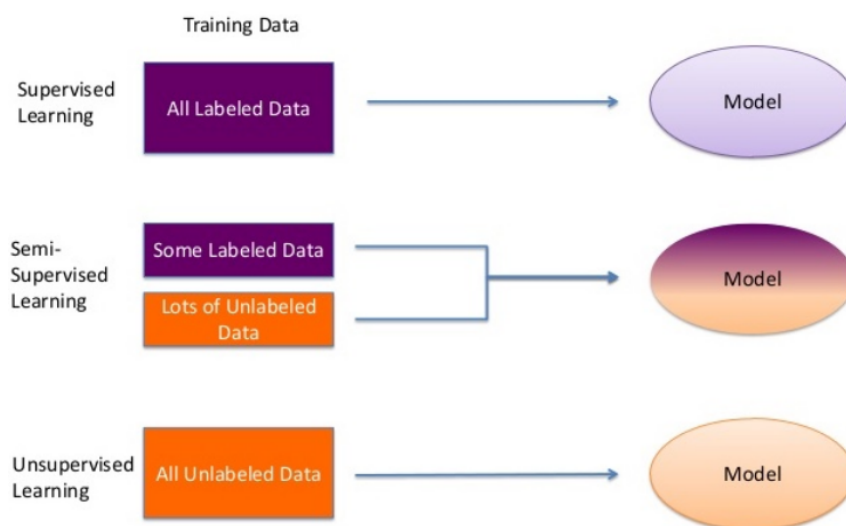 Training Data
Supervised
Learning
All Labeled Data
Model
Semi-
Supervised
Learning
Some Labeled Data
Lots of Unlabeled
Data
Model
Unsupervised
Learning
All Unlabeled Data
Model